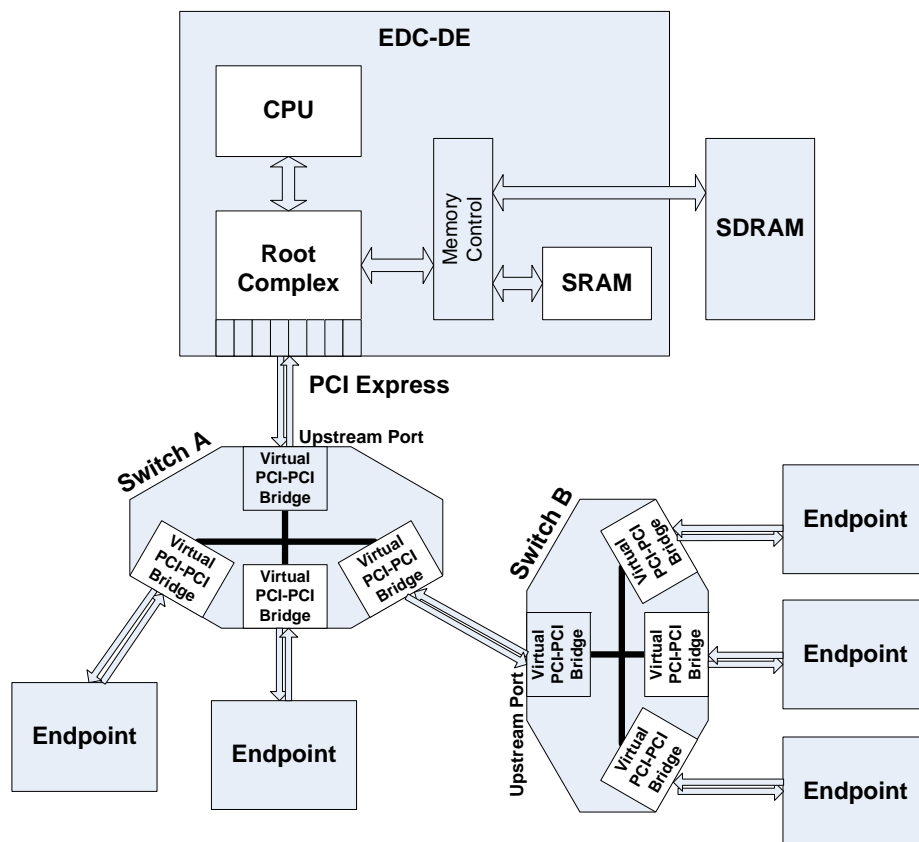 EDC-DE
CPU
Root
Complex
Memory
Control
SRAM
SDRAM
PCI Express
Upstream Port
Switch A
Virtual
PCI-PCI
Bridge
Virtual
PCI-PCI
Bridge
Virtual
PCI-PCI
Bridge
Virtual
PCI-PCI
Bridge
Endpoint
Endpoint
Switch B
Upstream Port
Virtual
PCI-PCI
Bridge
Virtual
PCI-PCI
Bridge
Virtual
PCI-PCI
Bridge
Virtual
PCI-PCI
Bridge
Endpoint
Endpoint
Endpoint